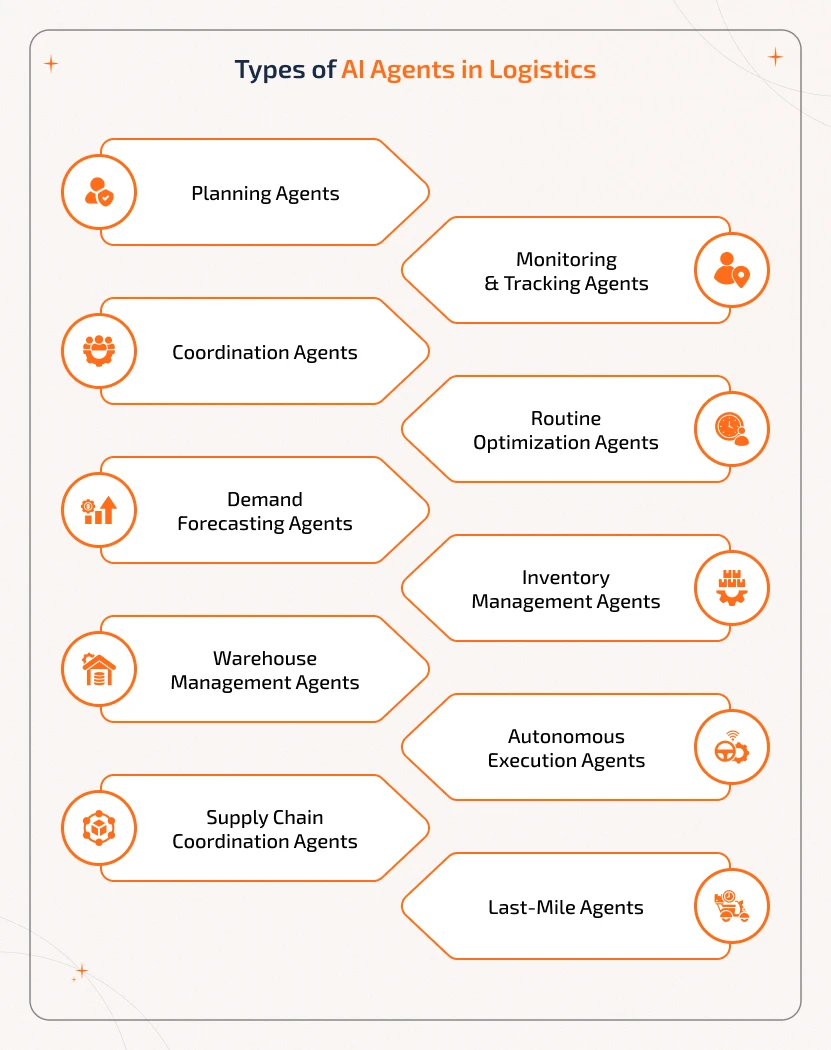 Types of AI Agents in Logistics
Planning Agents
Monitoring
& Tracking Agents
Coordination Agents
Routine
Optimization Agents
Demand
Forecasting Agents
Inventory
Management Agents
Warehouse
Management Agents
Autonomous
Execution Agents
Supply Chain
Coordination Agents
Last-Mile Agents